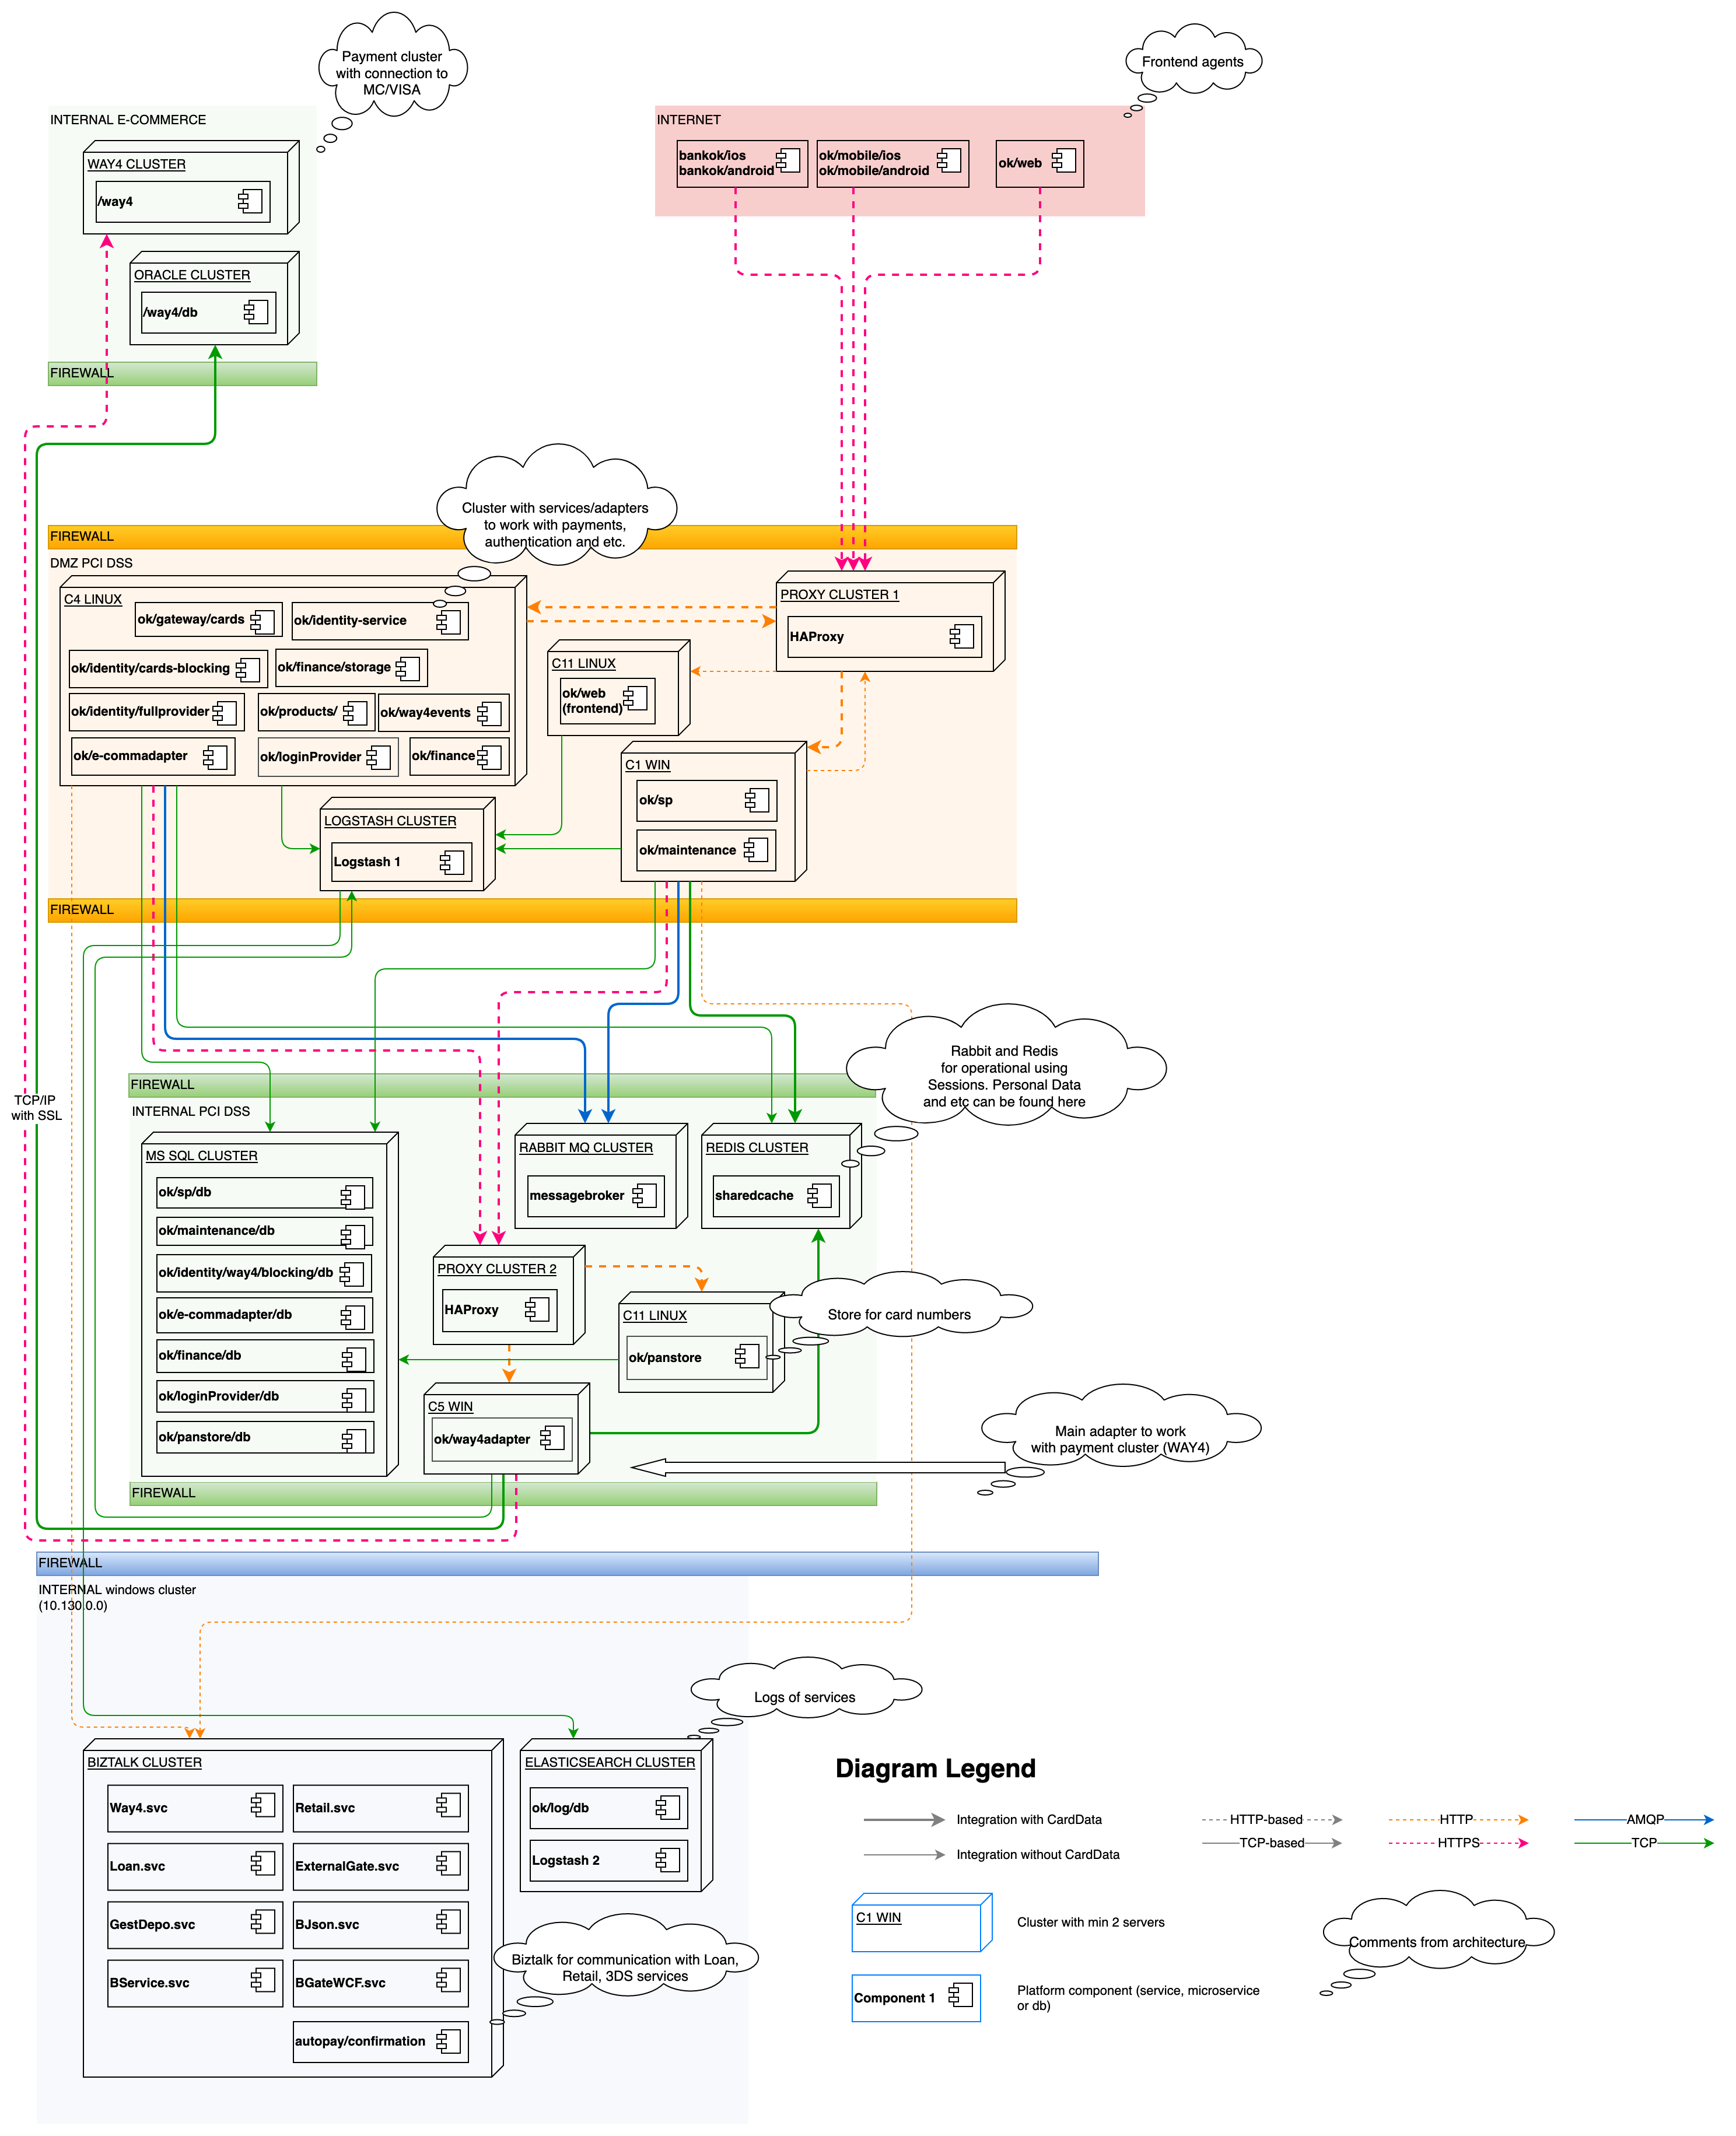 Payment cluster
with connection to
MC/VISA
Frontend agents
INTERNAL E-COMMERCE
WAY4 CLUSTER
/way4
ORACLE CLUSTER
/way4/db
FIREWALL
INTERNET
bankok/ios
bankok/android
ok/mobile/ios
ok/mobile/android
ok/web
Cluster with services/adapters
to work with payments,
authentication and etc.
FIREWALL
DMZ PCI DSS
C4 LINUX
ok/gateway/cards
ok/identity-service
ok/identity/cards-blocking
ok/finance/storage
ok/identity/fullprovider
ok/products/
ok/way4events
ok/e-commadapter
ok/loginProvider
ok/finance
PROXY CLUSTER 1
HAProxy
C11 LINUX
ok/web
(frontend)
C1 WIN
ok/sp
ok/maintenance
LOGSTASH CLUSTER
Logstash 1
FIREWALL
Rabbit and Redis
for operational using
Sessions. Personal Data
and etc can be found here
TCP/IP
with SSL
FIREWALL
INTERNAL PCI DSS
MS SQL CLUSTER
ok/sp/db
ok/maintenance/db
ok/identity/way4/blocking/db
ok/e-commadapter/db
ok/finance/db
ok/loginProvider/db
ok/panstore/db
RABBIT MQ CLUSTER
messagebroker
REDIS CLUSTER
sharedcache
PROXY CLUSTER 2
HAProxy
C11 LINUX
ok/panstore
Store for card numbers
C5 WIN
ok/way4adapter
Main adapter to work
with payment cluster (WAY4)
FIREWALL
FIREWALL
INTERNAL windows cluster
(10.130.0.0)
Logs of services
BIZTALK CLUSTER
Way4.svc
Retail.svc
Loan.svc
ExternalGate.svc
GestDepo.svc
BJson.svc
BService.svc
BGateWCF.svc
autopay/confirmation
ELASTICSEARCH CLUSTER
ok/log/db
Logstash 2
Biztalk for communication with Loan,
Retail, 3DS services
Diagram Legend
Integration with CardData
Integration without CardData
HTTP-based
TCP-based
HTTP
HTTPS
AMQP
TCP
C1 WIN
Cluster with min 2 servers
Component 1
Platform component (service, microservice
or db)
Comments from architecture